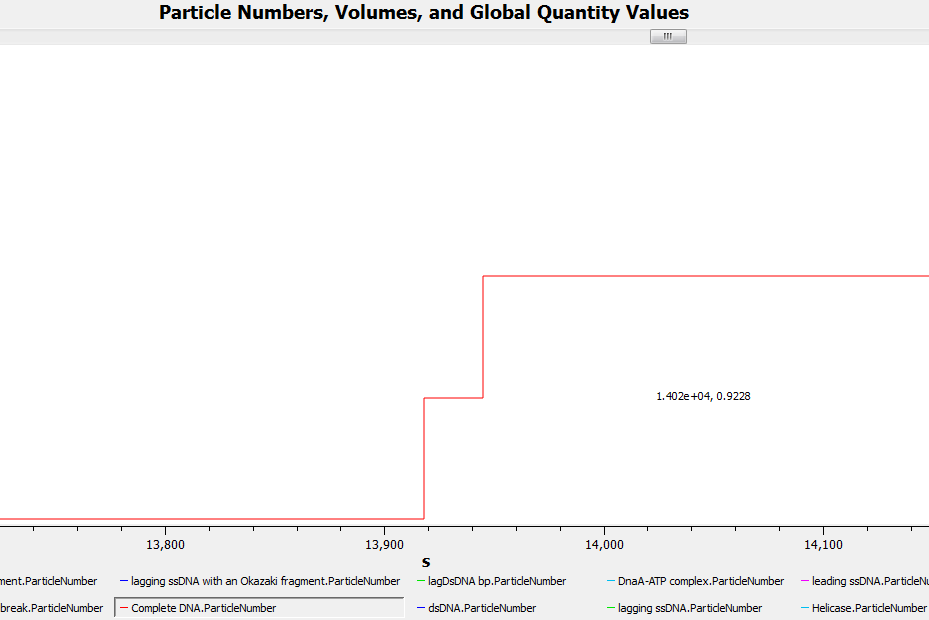 Particle Numbers, Volumes, and Global Quantity Values
1.402e+04, 0.9228
13,800 13,900 14,000 14,100
s
ment.ParticleNumber lagging ssDNA with an Okazaki fragment.ParticleNumber lagDsDNA bp.ParticleNumber DnaA-ATP complex.ParticleNumber leading ssDNA.ParticleNu
break.ParticleNumber Complete DNA.ParticleNumber dsDNA.ParticleNumber lagging ssDNA.ParticleNumber Helicase.ParticleNumber